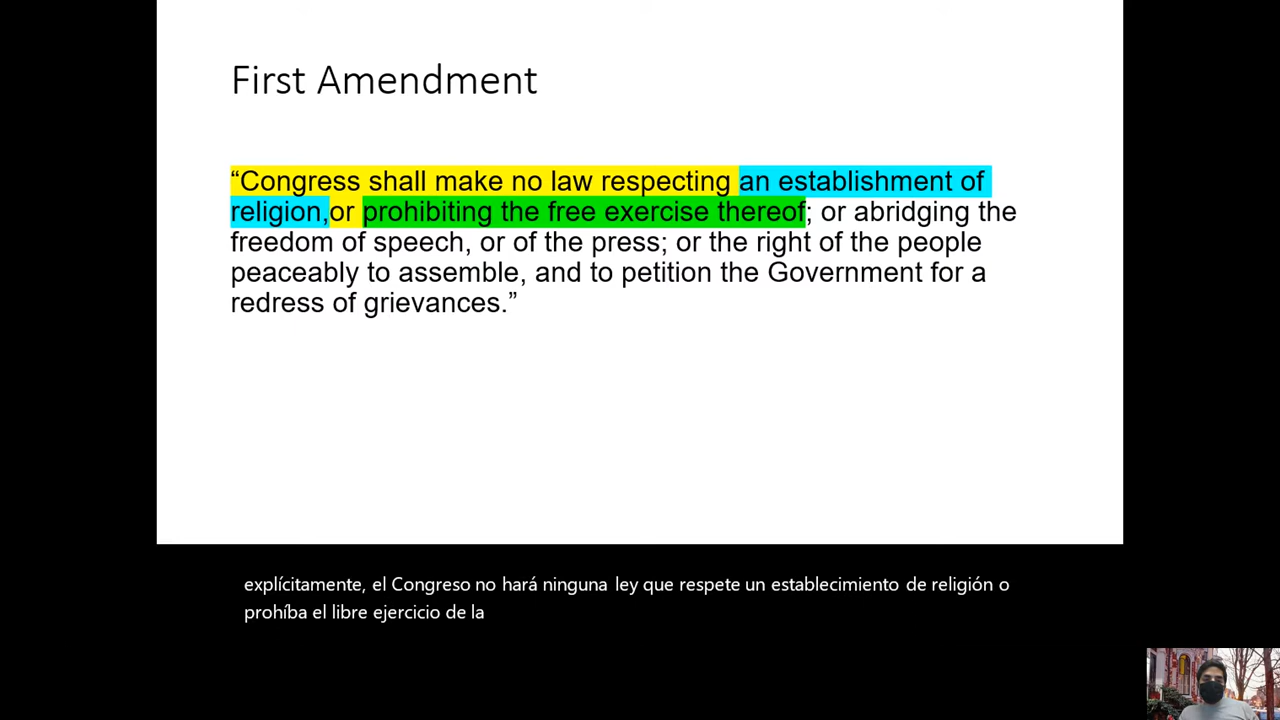 First Amendment
“Congress shall make no law respecting an establishment of
religion,or prohibiting the free exercise thereof; or abridging the
freedom of speech, or of the press; or the right of the people
peaceably to assemble, and to petition the Government for a
redress of grievances.”
explícitamente, el Congreso no hará ninguna ley que respete un establecimiento de religión o
prohíba el libre ejercicio de la